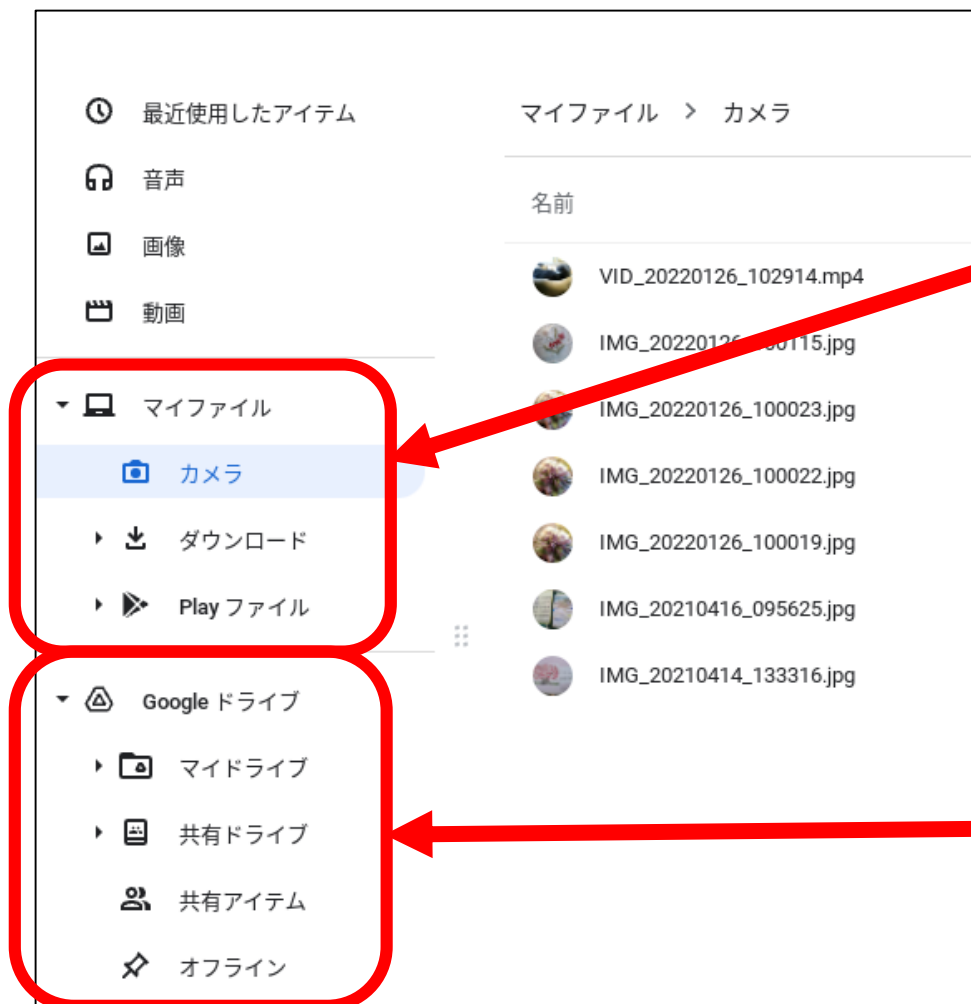 最近使用したアイテム
音声
画像
動画
マイファイル
カメラ
ダウンロード
Play ファイル
Google ドライブ
マイドライブ
共有ドライブ
共有アイテム
オフライン
マイファイル > カメラ
名前
VID_20220126_102914.mp4
IMG_20220126_100115.jpg
IMG_20220126_100023.jpg
IMG_20220126_100022.jpg
IMG_20220126_100019.jpg
IMG_20210416_095625.jpg
IMG_20210414_133316.jpg